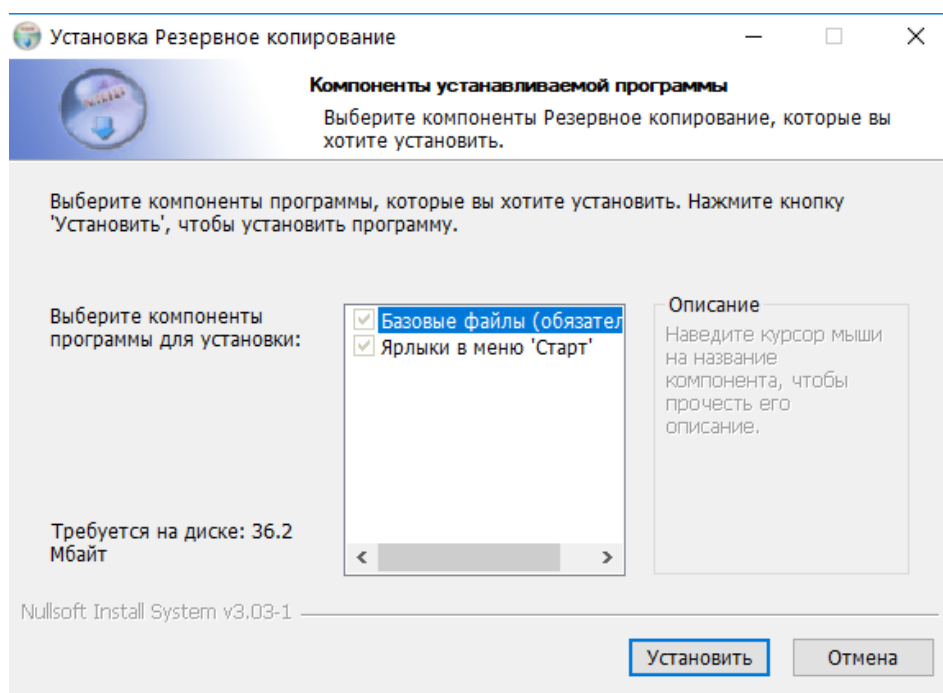 Установка Резервное копирование
Компоненты устанавливаемой программы
Выберите компоненты Резервное копирование, которые вы
хотите установить.
Выберите компоненты программы, которые вы хотите установить. Нажмите кнопку
'Установить', чтобы установить программу.
Выберите компоненты
программы для установки:
Базовые файлы (обязател
Ярлыки в меню 'Старт'
Описание
Наведите курсор мыши
на название
компонента, чтобы
прочесть его
описание.
Требуется на диске: 36.2
Мбайт
Nullsoft Install System v3.03-1
Установить
Отмена